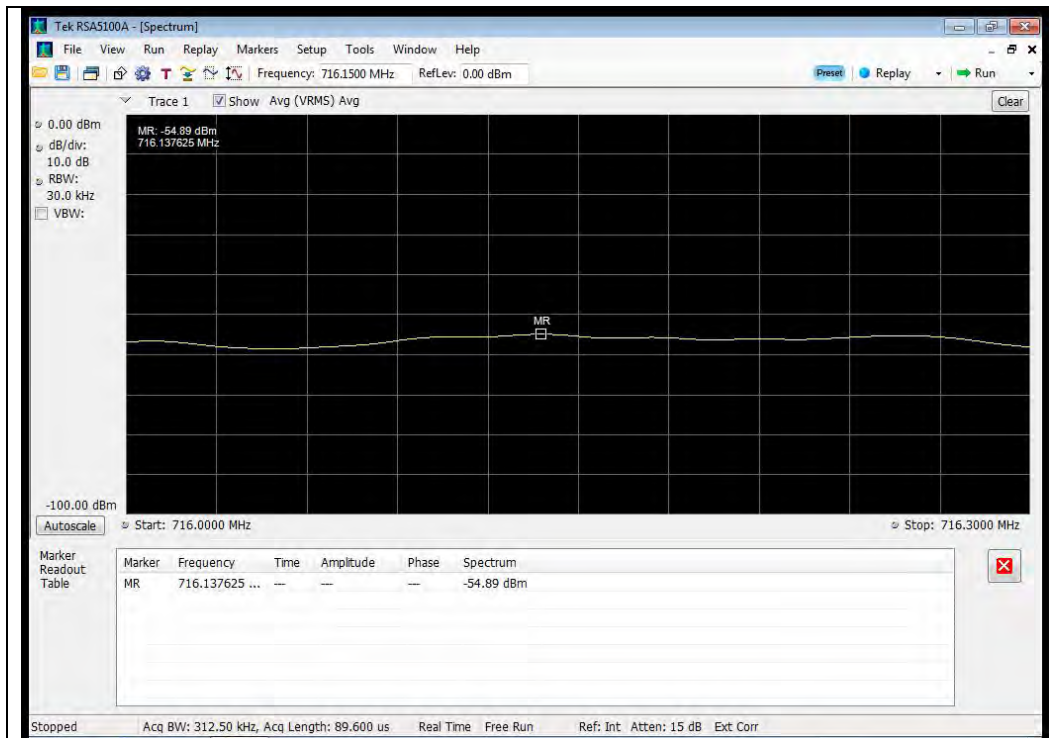 Tek RSA5100A - [Spectrum]
File View Run Replay Markers Setup Tools Window Help
T Frequency: 716.1500 MHz RefLev: 0.00 dBm Preset Replay Run
Trace 1 Show Avg (VRMS) Avg Clear
0.00 dBm
dB/div:
10.0 dB
RBW:
30.0 kHz
VBW:
MR: -54.89 dBm
716.137625 MHz
MR
-100.00 dBm
Autoscale Start: 716.0000 MHz Stop: 716.3000 MHz
Marker
Readout
Table
Marker Frequency Time Amplitude Phase Spectrum
MR 716.137625 ... --- --- --- -54.89 dBm
Stopped Acq BW: 312.50 kHz, Acq Length: 89.600 us Real Time Free Run Ref: Int Atten: 15 dB Ext Corr